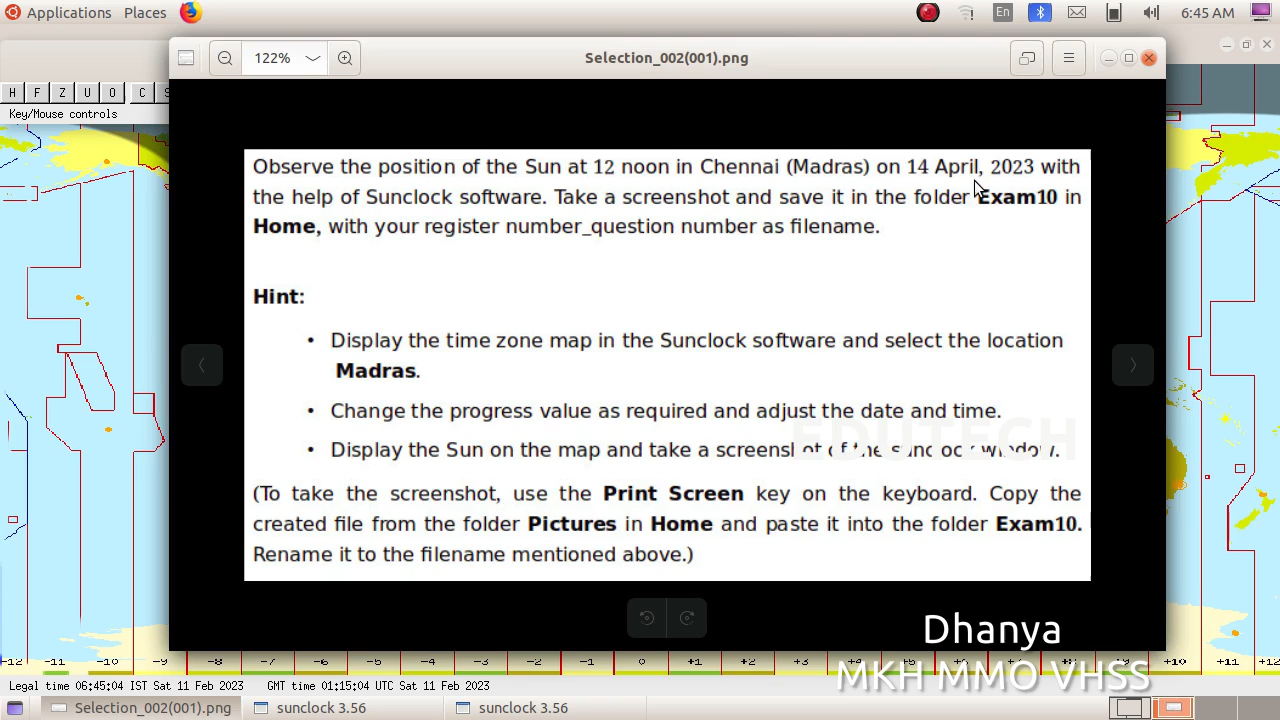 Applications Places En 6:45 AM
122% Selection_002(001).png
H F Z U O C S
Key/Mouse controls
Observe the position of the Sun at 12 noon in Chennai (Madras) on 14 April, 2023 with
the help of Sunclock software. Take a screenshot and save it in the folder Exam10 in
Home, with your register number_question number as filename.
Hint:
• Display the time zone map in the Sunclock software and select the location
Madras.
• Change the progress value as required and adjust the date and time.
• Display the Sun on the map and take a screenshot of the sunclock window.
EDUTECH
(To take the screenshot, use the Print Screen key on the keyboard. Copy the
created file from the folder Pictures in Home and paste it into the folder Exam10.
Rename it to the filename mentioned above.)
Dhanya
-12 -11 -10 -9 -8 -7 -6 -5 -4 -3 -2 -1 0 +1 +2 +3 +4 +5 +6 +7 +8 +9 +10 +11 +12
MKH MMO VHSS
Legal time 06:45:04 IST Sat 11 Feb 2023 GMT time 01:15:04 UTC Sat 11 Feb 2023
Selection_002(001).png sunclock 3.56 sunclock 3.56